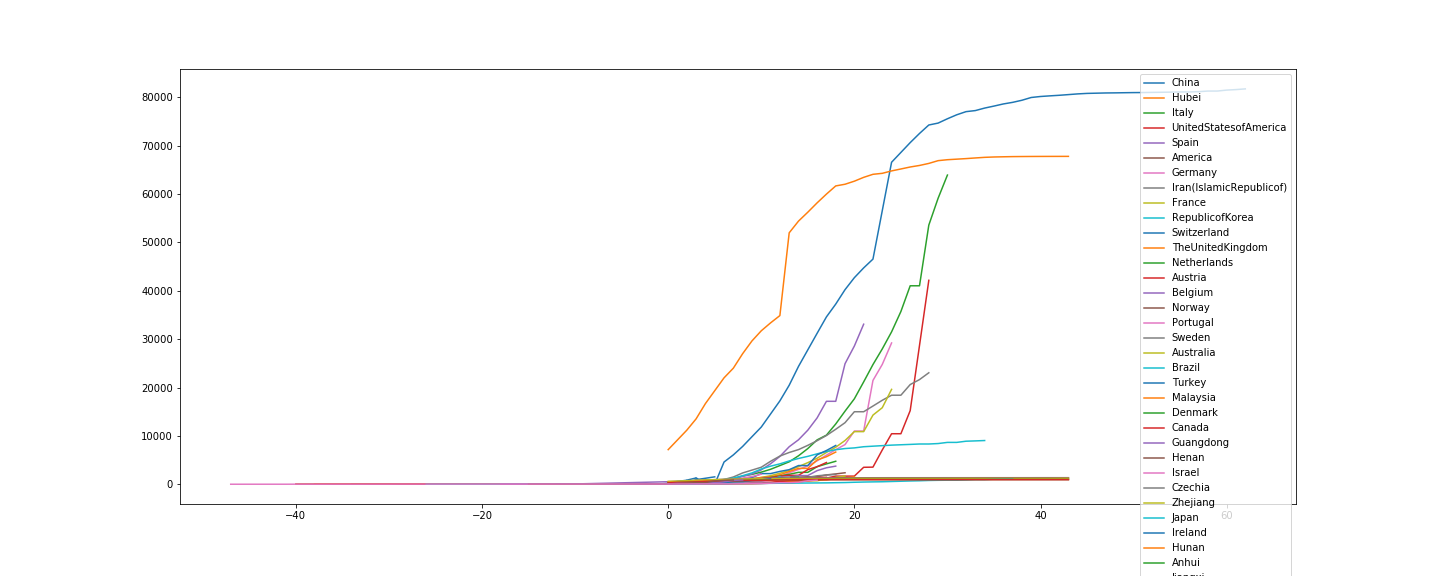 80000
70000
60000
50000
40000
30000
20000
10000
0
−40
−20
0
20
40
60
China
Hubei
Italy
UnitedStatesofAmerica
Spain
America
Germany
Iran(IslamicRepublicof)
France
RepublicofKorea
Switzerland
TheUnitedKingdom
Netherlands
Austria
Belgium
Norway
Portugal
Sweden
Australia
Brazil
Turkey
Malaysia
Denmark
Canada
Guangdong
Henan
Israel
Czechia
Zhejiang
Japan
Ireland
Hunan
Anhui